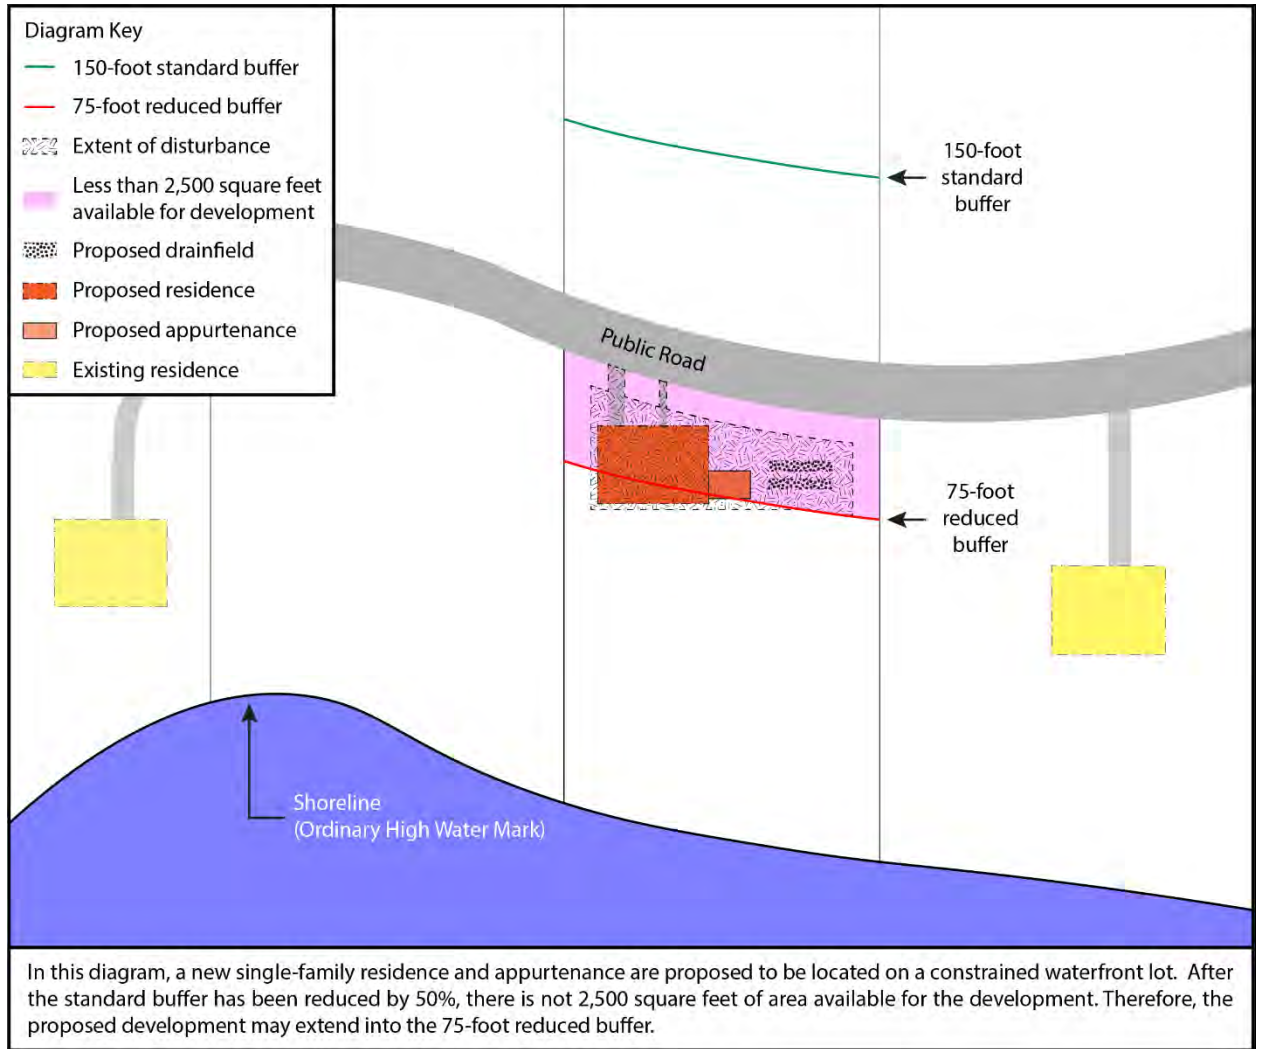 Diagram Key
150-foot standard buffer
75-foot reduced buffer
Extent of disturbance
Less than 2,500 square feet
available for development
Proposed drainfield
Proposed residence
Proposed appurtenance
Existing residence
150-foot
standard
buffer
Public Road
75-foot
reduced
buffer
Shoreline
(Ordinary High Water Mark)
In this diagram, a new single-family residence and appurtenance are proposed to be located on a constrained waterfront lot. After
the standard buffer has been reduced by 50%, there is not 2,500 square feet of area available for the development. Therefore, the
proposed development may extend into the 75-foot reduced buffer.